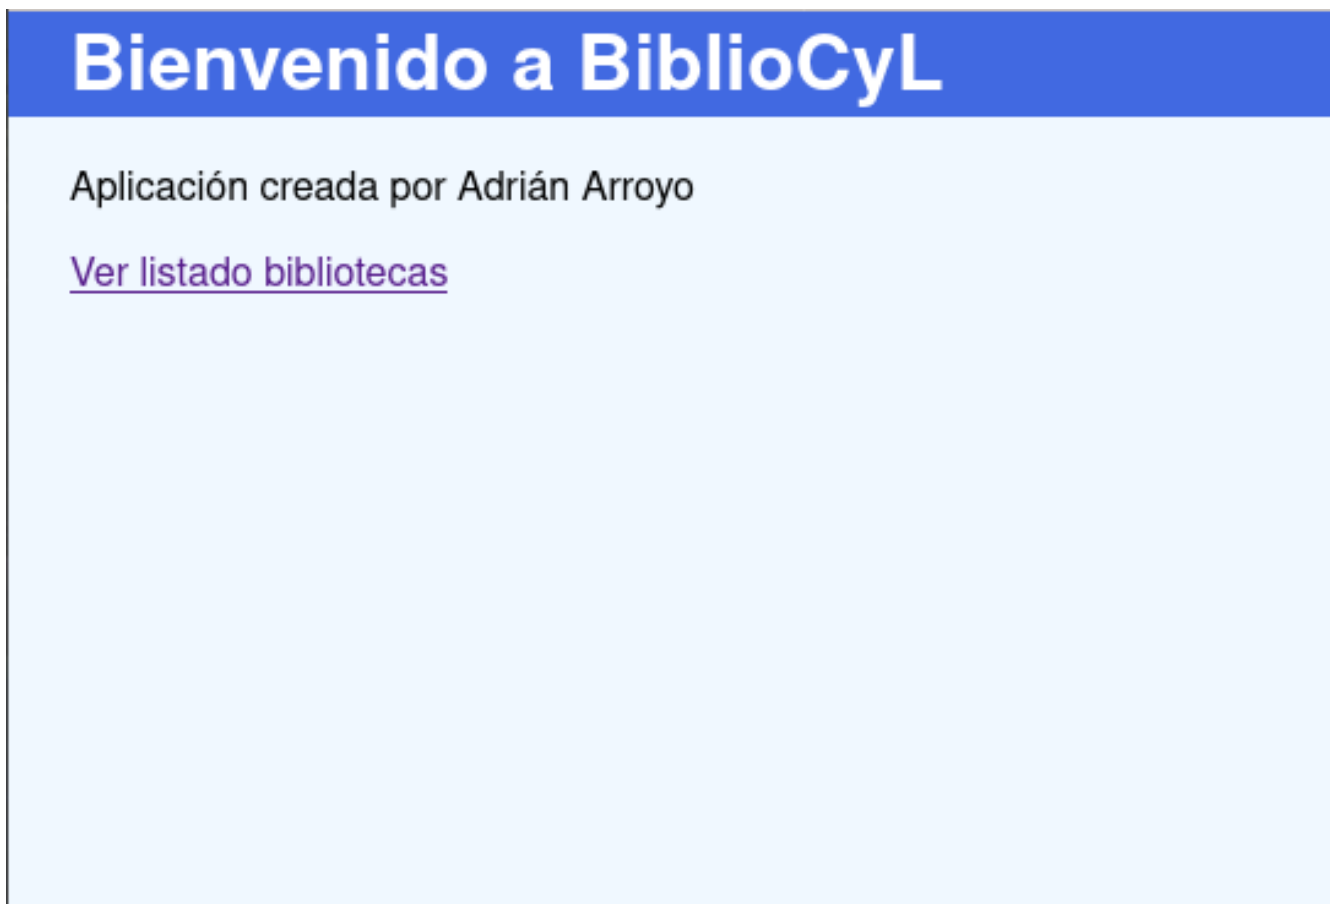 Bienvenido a BiblioCyL
Aplicación creada por Adrián Arroyo
Ver listado bibliotecas